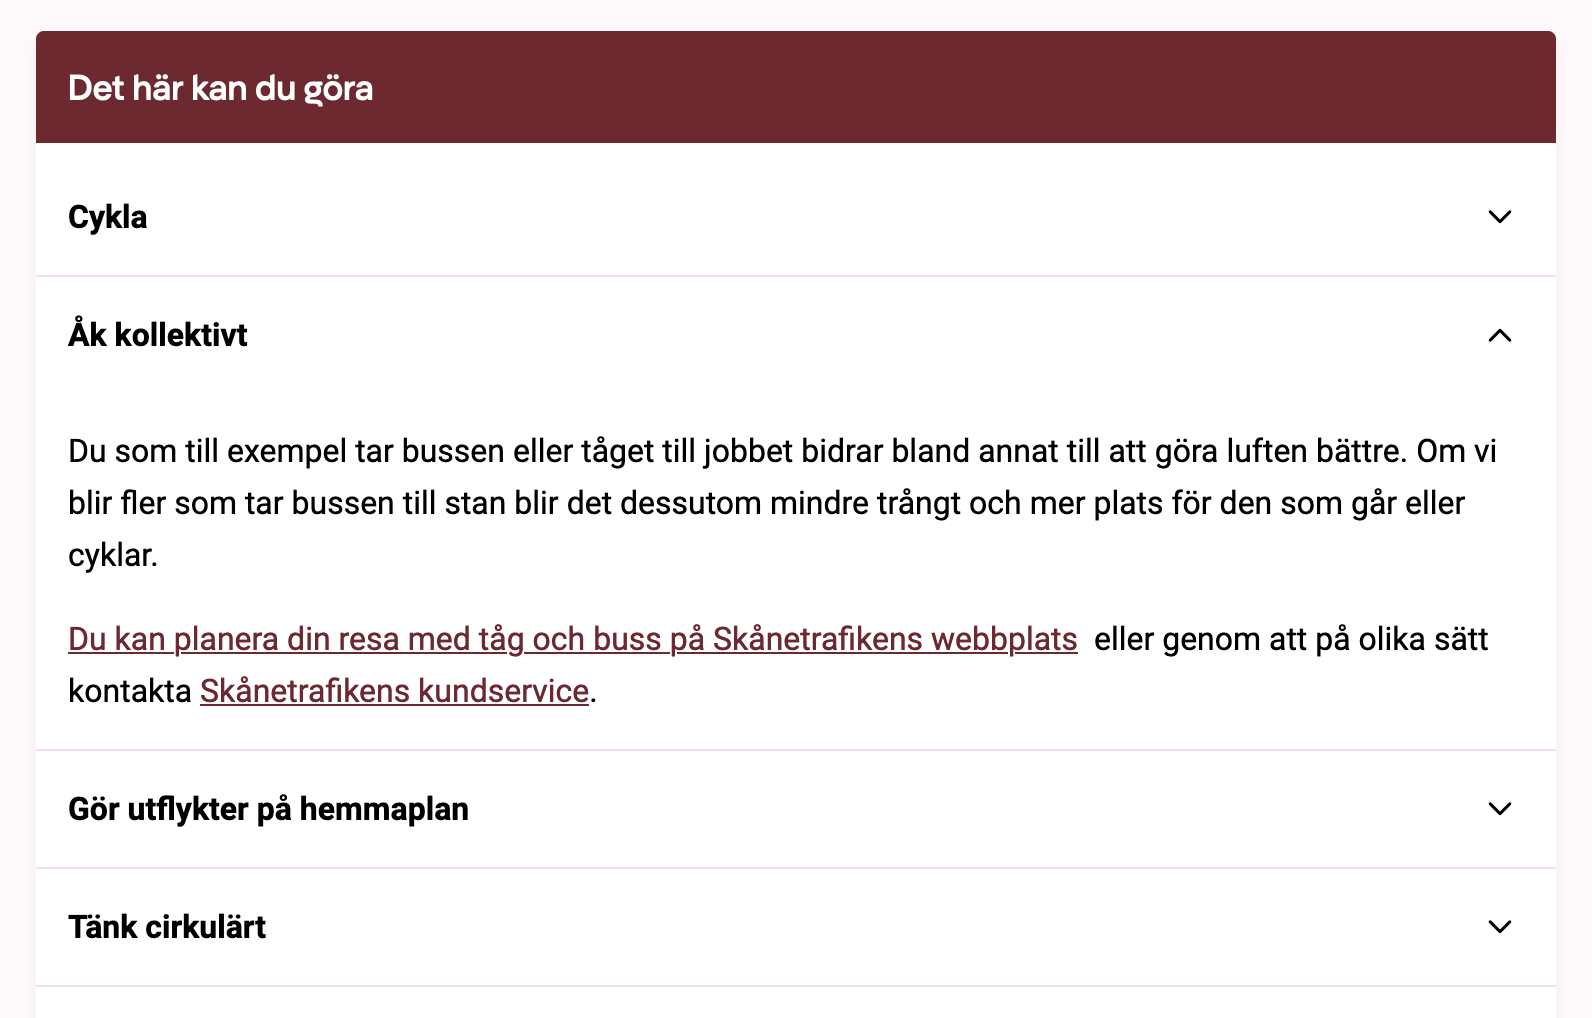 Det här kan du göra
Cykla
Åk kollektivt
Du som till exempel tar bussen eller tåget till jobbet bidrar bland annat till att göra luften bättre. Om vi
blir fler som tar bussen till stan blir det dessutom mindre trångt och mer plats för den som går eller
cyklar.
Du kan planera din resa med tåg och buss på Skånetrafikens webbplats eller genom att på olika sätt
kontakta Skånetrafikens kundservice.
Gör utflykter på hemmaplan
Tänk cirkulärt